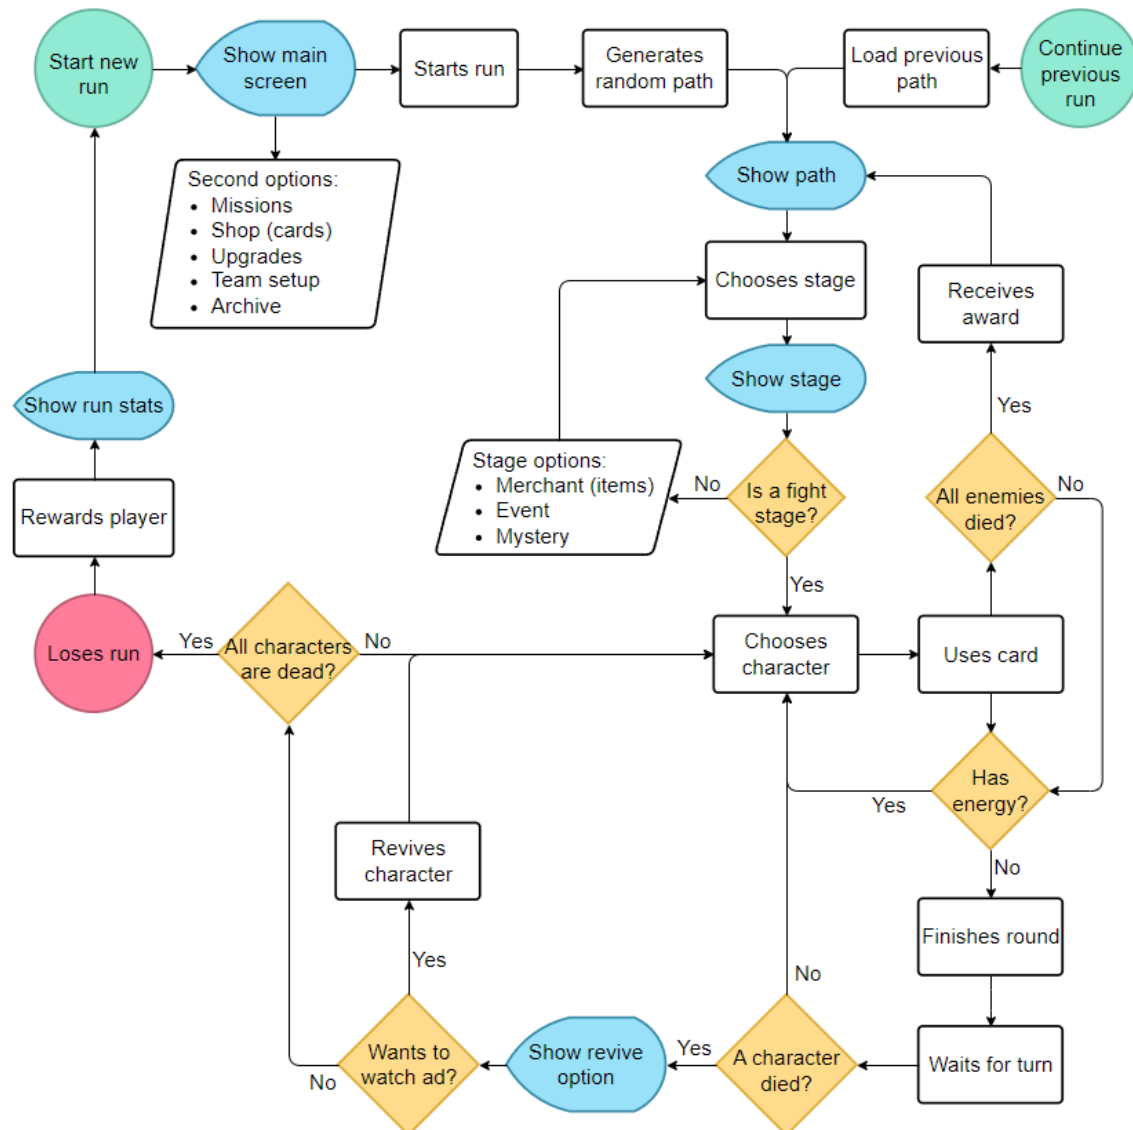 Start new
run
Show main
screen
Starts run
Generates
random path
Load previous
path
Continue
previous
run
Second options:
• Missions
• Shop (cards)
• Upgrades
• Team setup
• Archive
Show path
Chooses stage
Receives
award
Show run stats
Show stage
Yes
Stage options:
• Merchant (items)
• Event
• Mystery
No
Is a fight
stage?
All enemies
died?
No
Rewards player
Yes
Loses run
Yes
All characters
are dead?
No
Chooses
character
Uses card
Has
energy?
Yes
No
Revives
character
Finishes round
Yes
No
Wants to
watch ad?
No
Show revive
option
Yes
A character
died?
Waits for turn